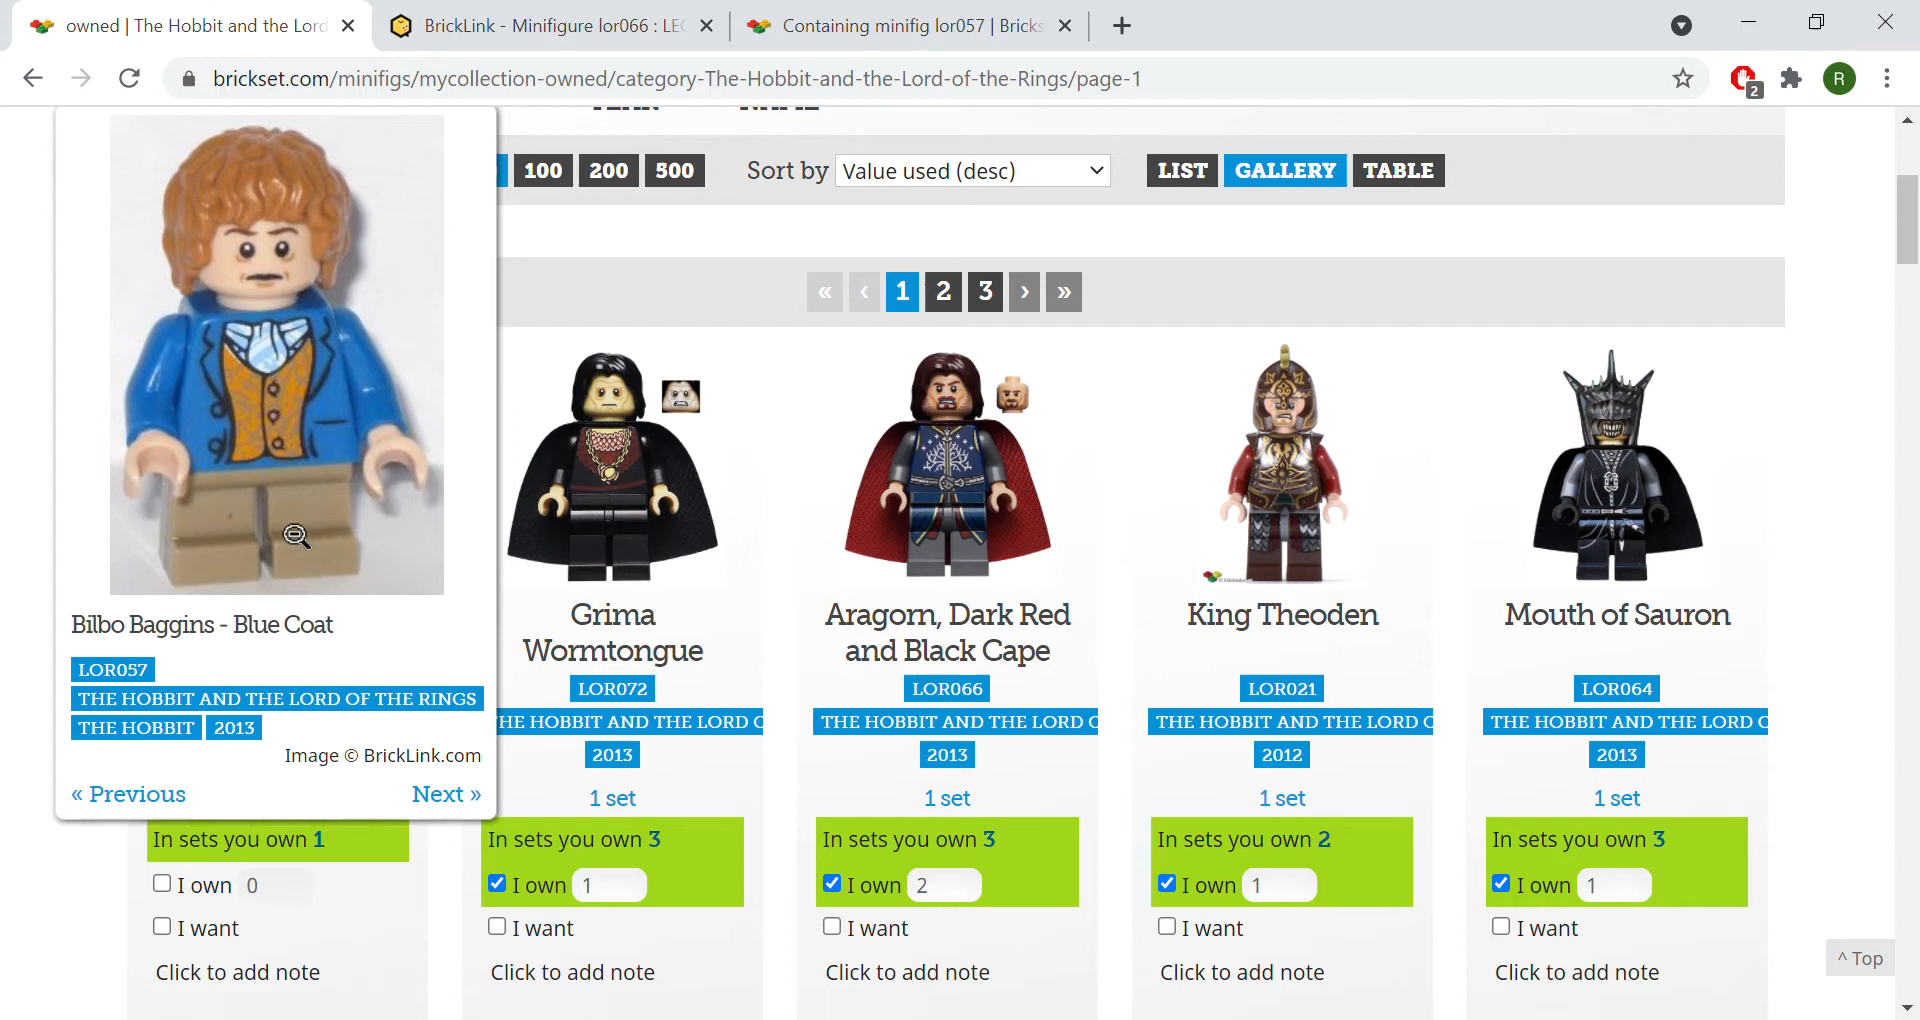 owned | The Hobbit and the Lord
BrickLink - Minifigure lor066 : LE
Containing minifig lor057 | Bricks
brickset.com/minifigs/mycollection-owned/category-The-Hobbit-and-the-Lord-of-the-Rings/page-1
2
R
100 200 500 Sort by Value used (desc) LIST GALLERY TABLE
« ‹ 1 2 3 › »
Bilbo Baggins - Blue Coat
LOR057
THE HOBBIT AND THE LORD OF THE RINGS
THE HOBBIT 2013
Image © BrickLink.com
« Previous Next »
In sets you own 1
I own 0
I want
Click to add note
Grima
Wormtongue
LOR072
HE HOBBIT AND THE LORD
2013
1 set
In sets you own 3
I own 1
I want
Click to add note
Aragorn, Dark Red
and Black Cape
LOR066
THE HOBBIT AND THE LORD
2013
1 set
In sets you own 3
I own 2
I want
Click to add note
King Theoden
LOR021
THE HOBBIT AND THE LORD
2012
1 set
In sets you own 2
I own 1
I want
Click to add note
Mouth of Sauron
LOR064
THE HOBBIT AND THE LORD
2013
1 set
In sets you own 3
I own 1
I want
Click to add note
^ Top